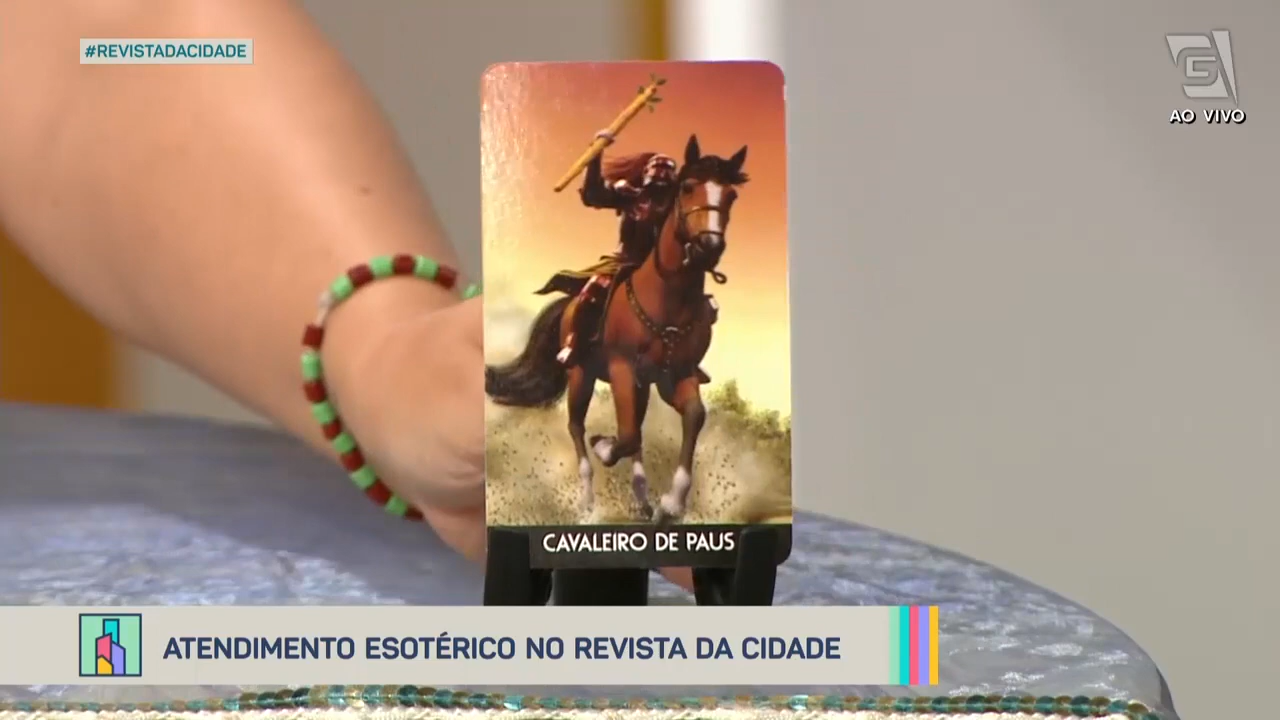 #REVISTADACIDADE
AO VIVO
CAVALEIRO DE PAUS
ATENDIMENTO ESOTÉRICO NO REVISTA DA CIDADE